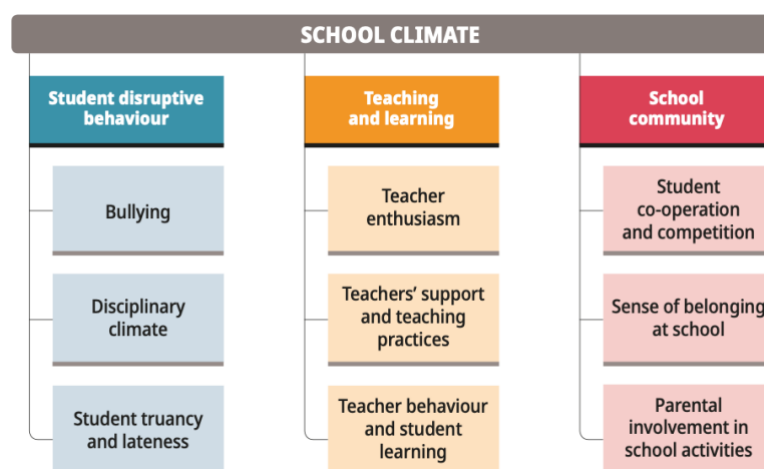 SCHOOL CLIMATE
Student disruptive
behaviour
Bullying
Disciplinary
climate
Student truancy
and lateness
Teaching
and learning
Teacher
enthusiasm
Teachers' support
and teaching
practices
Teacher behaviour
and student
learning
School
community
Student
co-operation
and competition
Sense of belonging
at school
Parental
involvement in
school activities